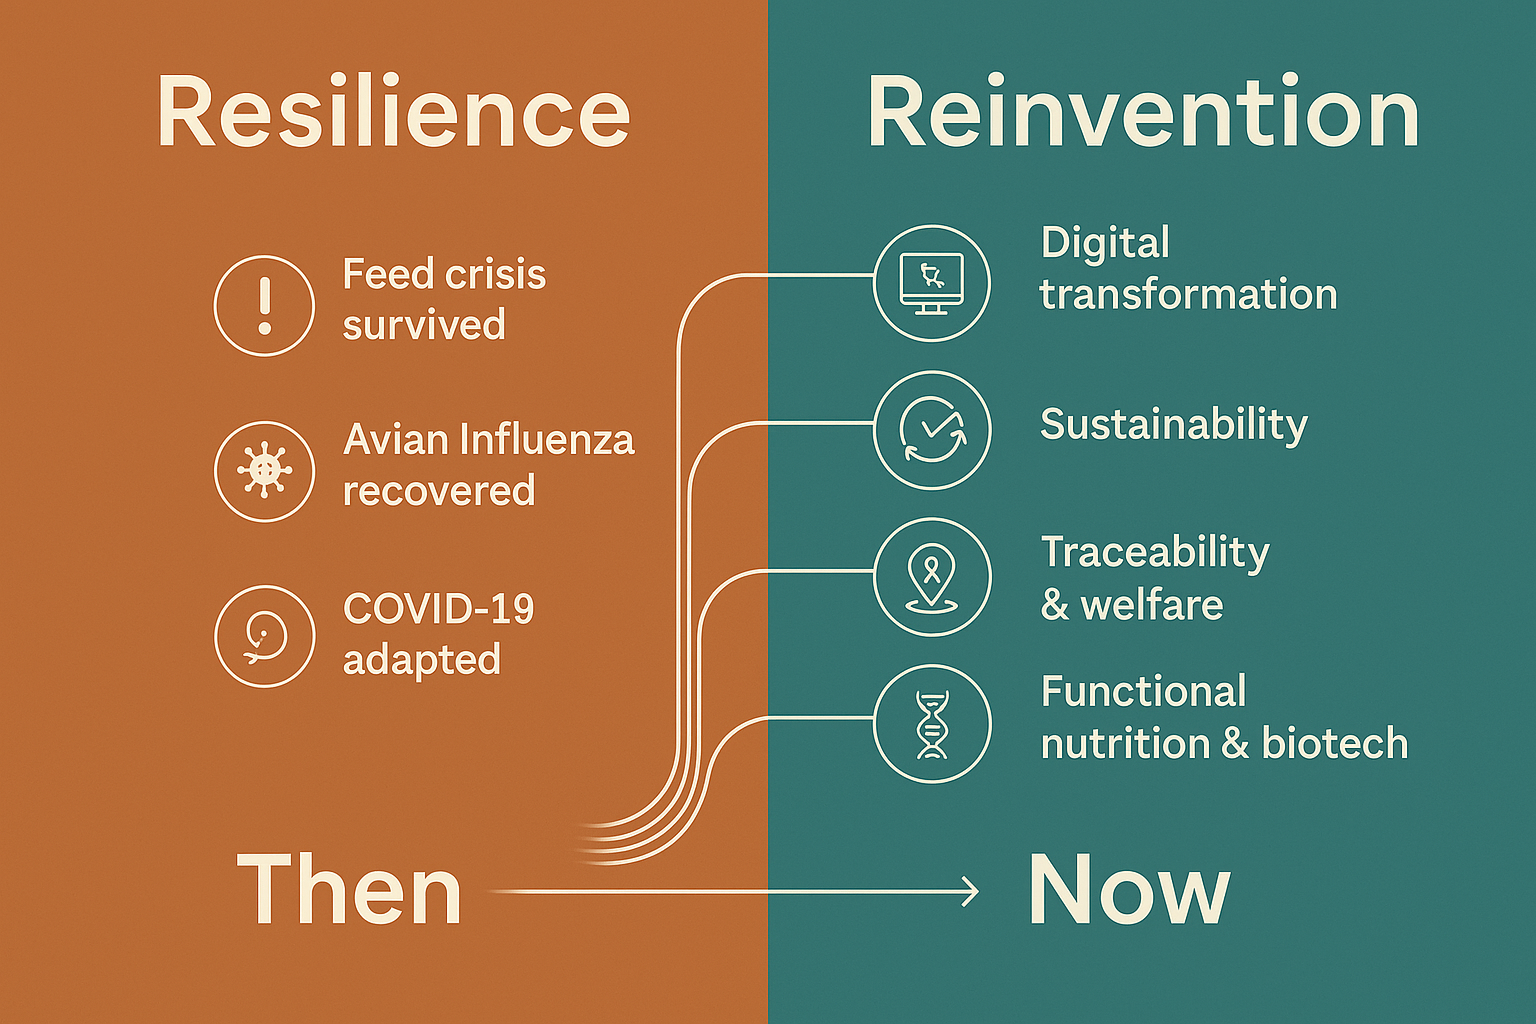 Resilience
Feed crisis
survived
Avian Influenza
recovered
COVID-19
adapted
Then
Reinvention
Digital
transformation
Sustainability
Traceability
& welfare
Functional
nutrition & biotech
Now